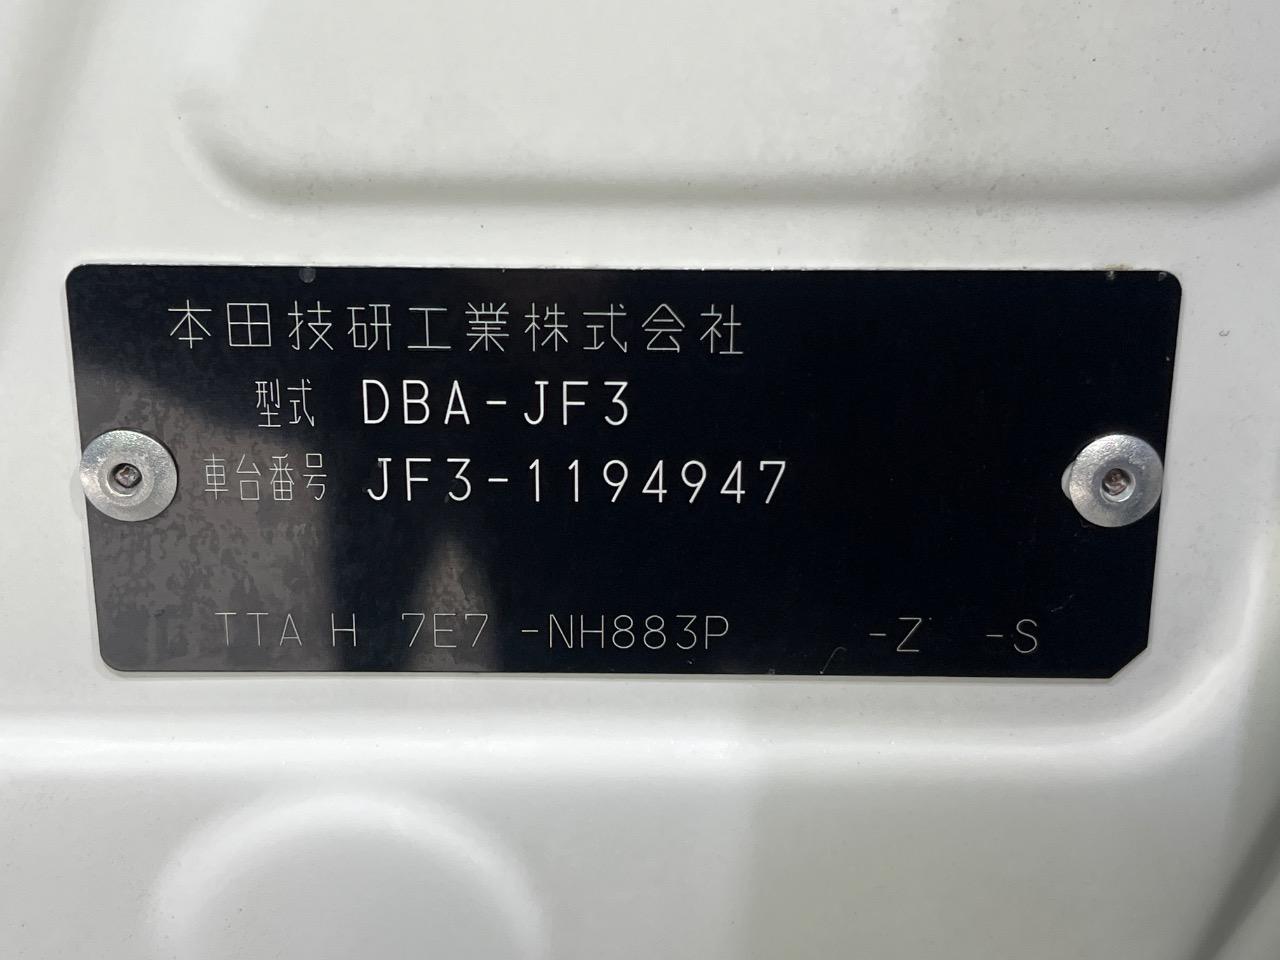 本田技研工業株式会社
型式 DBA-JF3
車台番号 JF3-1194947
TTA H 7E7 -NH883P -Z -S